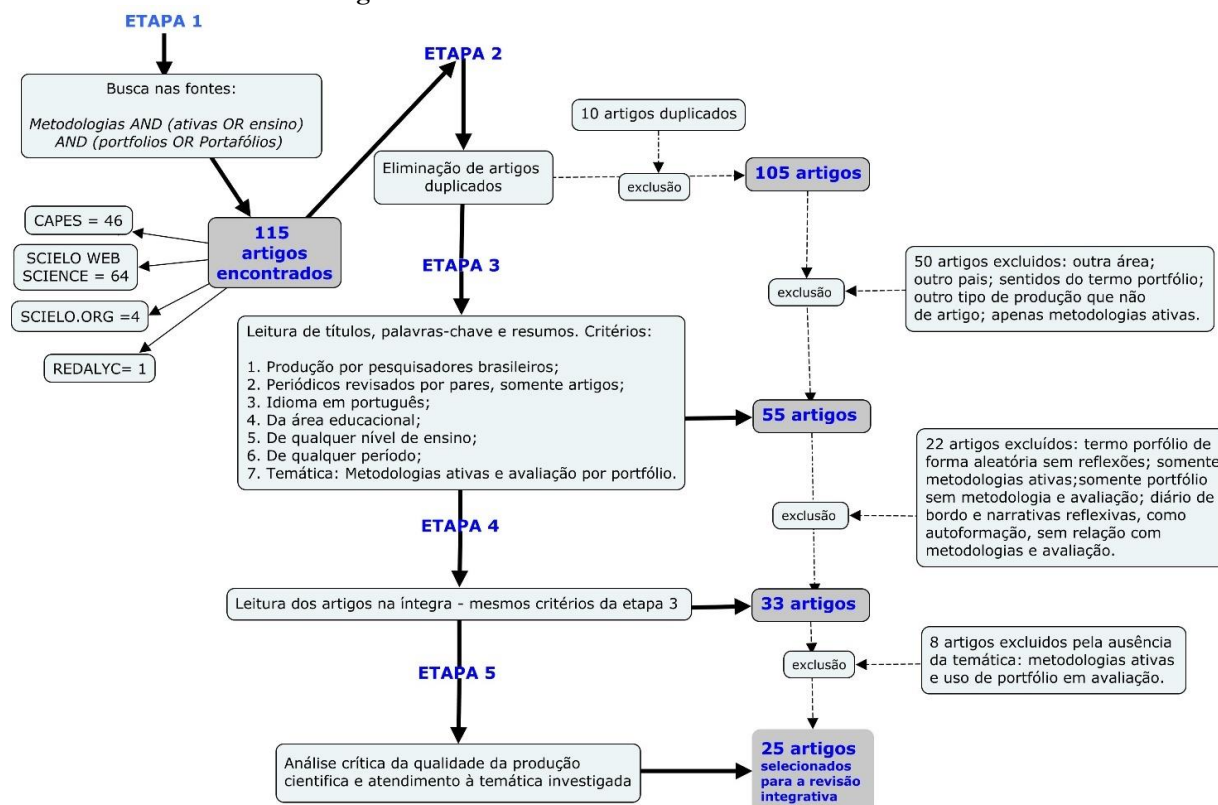 ETAPA 1
Busca nas fontes:
Metodologias AND (ativas OR ensino)
AND (portfolios OR Portafólios)
115
artigos
encontrados
CAPES = 46
SCIELO WEB
SCIENCE = 64
SCIELO.ORG =4
REDALYC= 1
ETAPA 2
Eliminação de artigos
duplicados
10 artigos duplicados
exclusão
105 artigos
ETAPA 3
exclusão
50 artigos excluidos: outra área;
outro pais; sentidos do termo portfólio;
outro tipo de produção que não
de artigo; apenas metodologias ativas.
Leitura de títulos, palavras-chave e resumos. Critérios:
1. Produção por pesquisadores brasileiros;
2. Periódicos revisados por pares, somente artigos;
3. Idioma em português;
4. Da área educacional;
5. De qualquer nível de ensino;
6. De qualquer período;
7. Temática: Metodologias ativas e avaliação por portfólio.
55 artigos
exclusão
22 artigos excluídos: termo porfólio de
forma aleatória sem reflexões; somente
metodologias ativas;somente portfólio
sem metodologia e avaliação; diário de
bordo e narrativas reflexivas, como
autoformação, sem relação com
metodologias e avaliação.
ETAPA 4
Leitura dos artigos na íntegra - mesmos critérios da etapa 3
33 artigos
exclusão
8 artigos excluidos pela ausência
da temática: metodologias ativas
e uso de portfólio em avaliação.
ETAPA 5
Análise crítica da qualidade da produção
cientifica e atendimento à temática investigada
25 artigos
selecionados
para a revisão
integrativa